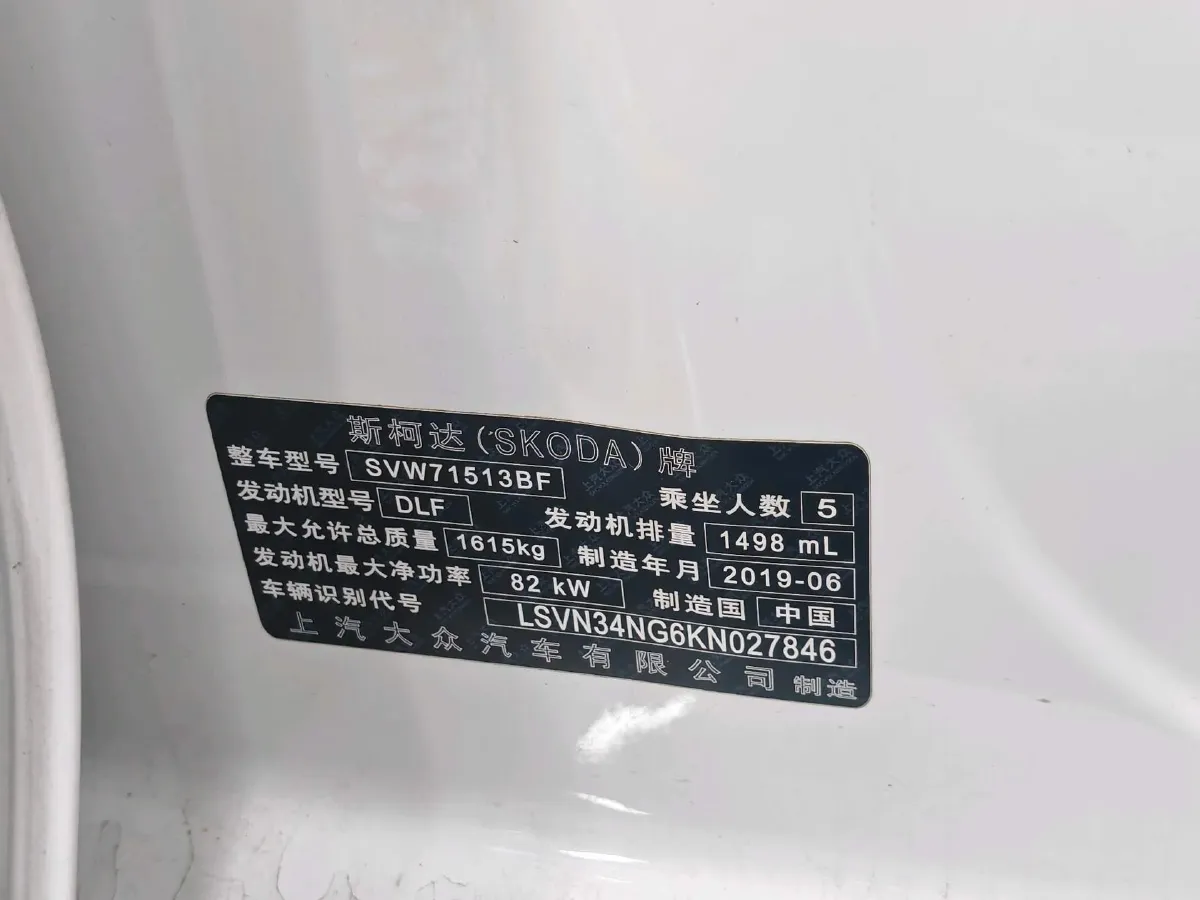 斯柯达(SKODA)牌
整车型号 SVW71513BF 乘坐人数 5
发动机型号 DLF 发动机排量 1498 mL
最大允许总质量 1615kg 制造年月 2019-06
发动机最大净功率 82 kW 制造国 中国
车辆识别代号 LSVN34NG6KN027846
上汽大众汽车有限公司 制造